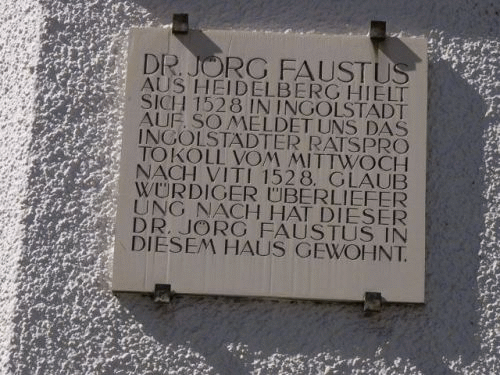 DR. JÖRG FAUSTUS
AUS HEIDELBERG HIELT
SICH 1528 IN INGOLSTADT
AUF. SO MELDET UNS DAS
INGOLSTÄDTER RATSPRO
TOKOLL VOM MITTWOCH
NACH VITI 1528. GLAUB
WÜRDIGER ÜBERLIEFER
UNG NACH HAT DIESER
DR. JÖRG FAUSTUS IN
DIESEM HAUS GEWOHNT.